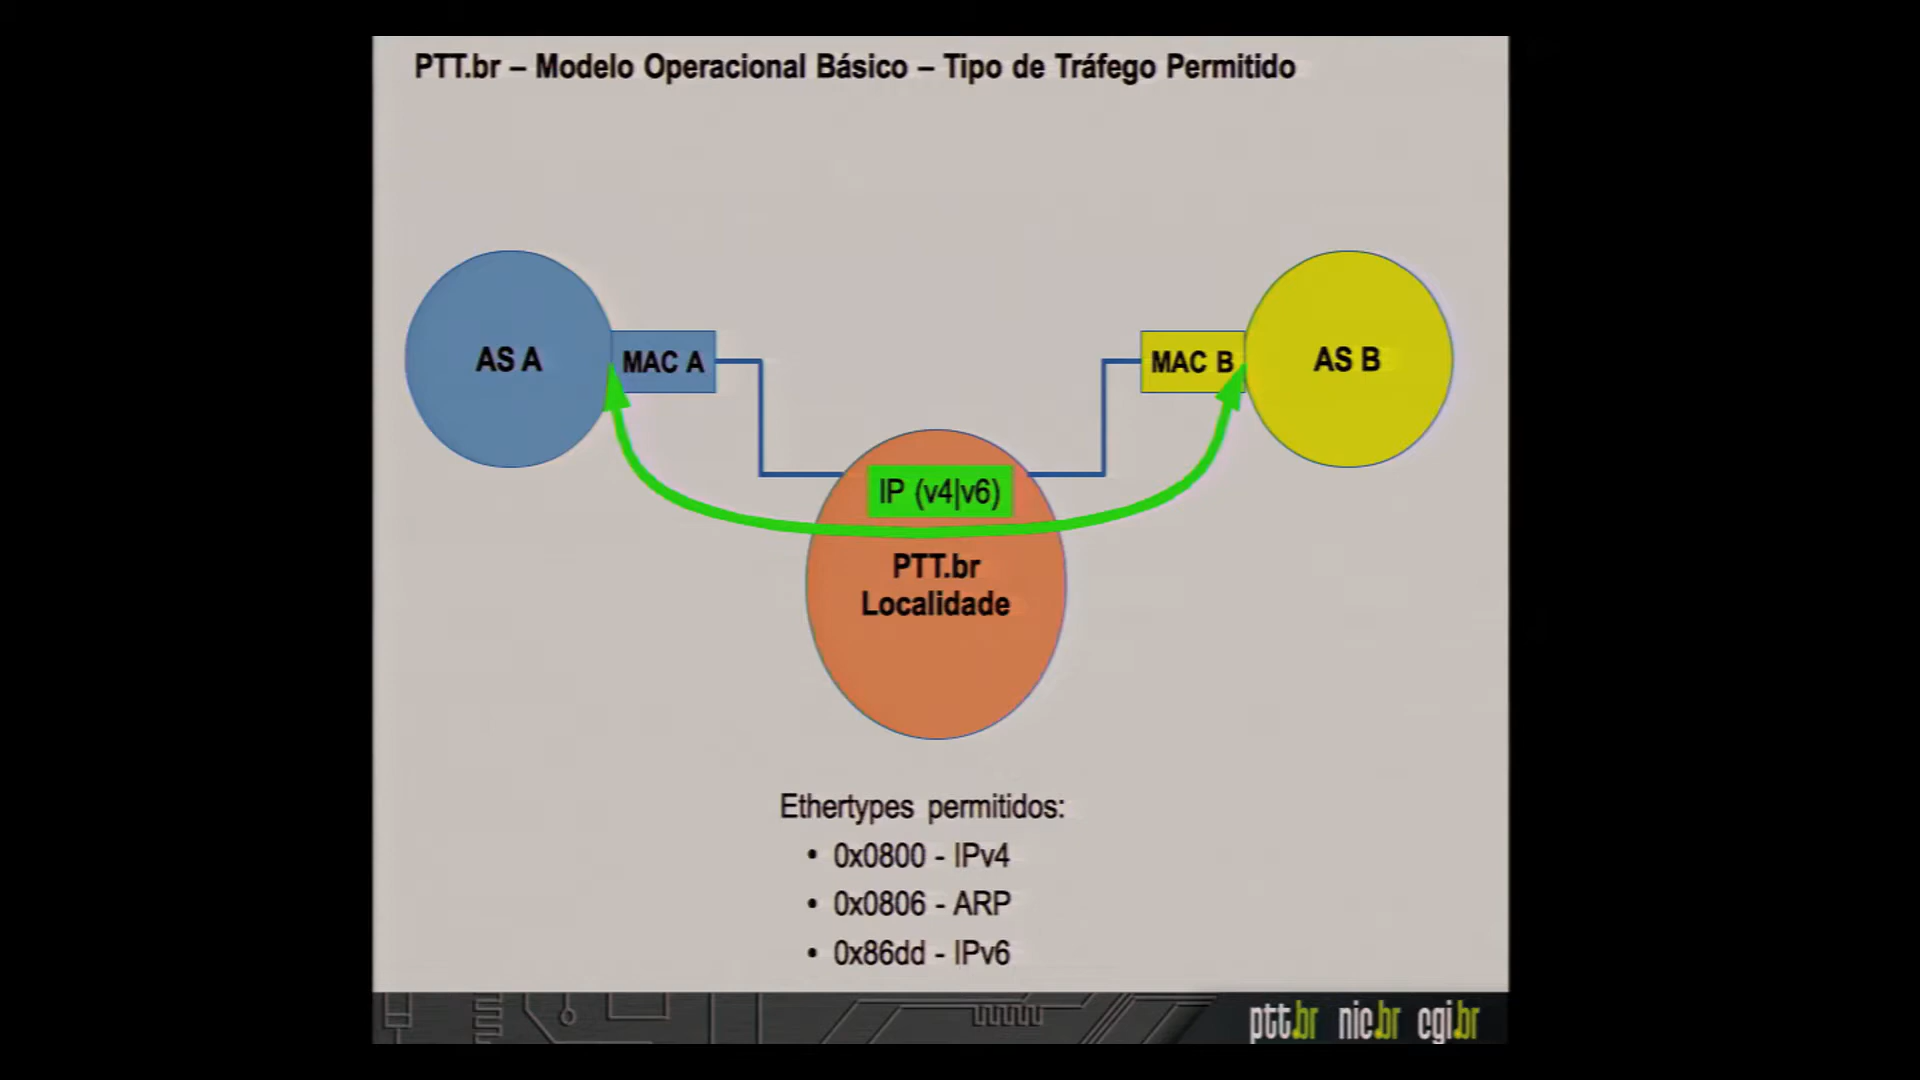 PTT.br – Modelo Operacional Básico – Tipo de Tráfego Permitido
AS A
MAC A
MAC B
AS B
IP (v4|v6)
PTT.br
Localidade
Ethertypes permitidos:
• 0x0800 - IPv4
• 0x0806 - ARP
• 0x86dd - IPv6
ptt.br nic.br cgi.br